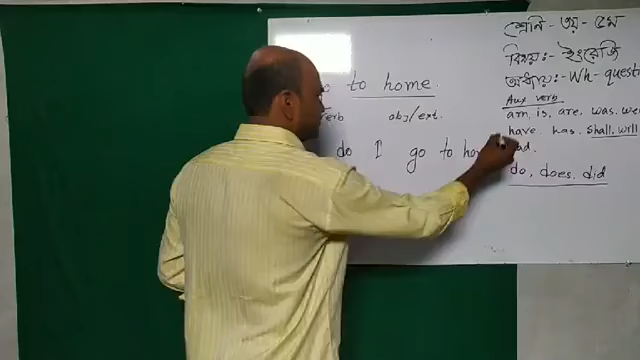 to home.
verb obj/ext.
do I go to ho
শ্রেনি - ৩য় - ৫ম
বিষয়:- ইংরেজি
অধ্যায়:- Wh- questi
Aux verb
am, is, are, was. we
have. has. shall. will
had.
do, does. did